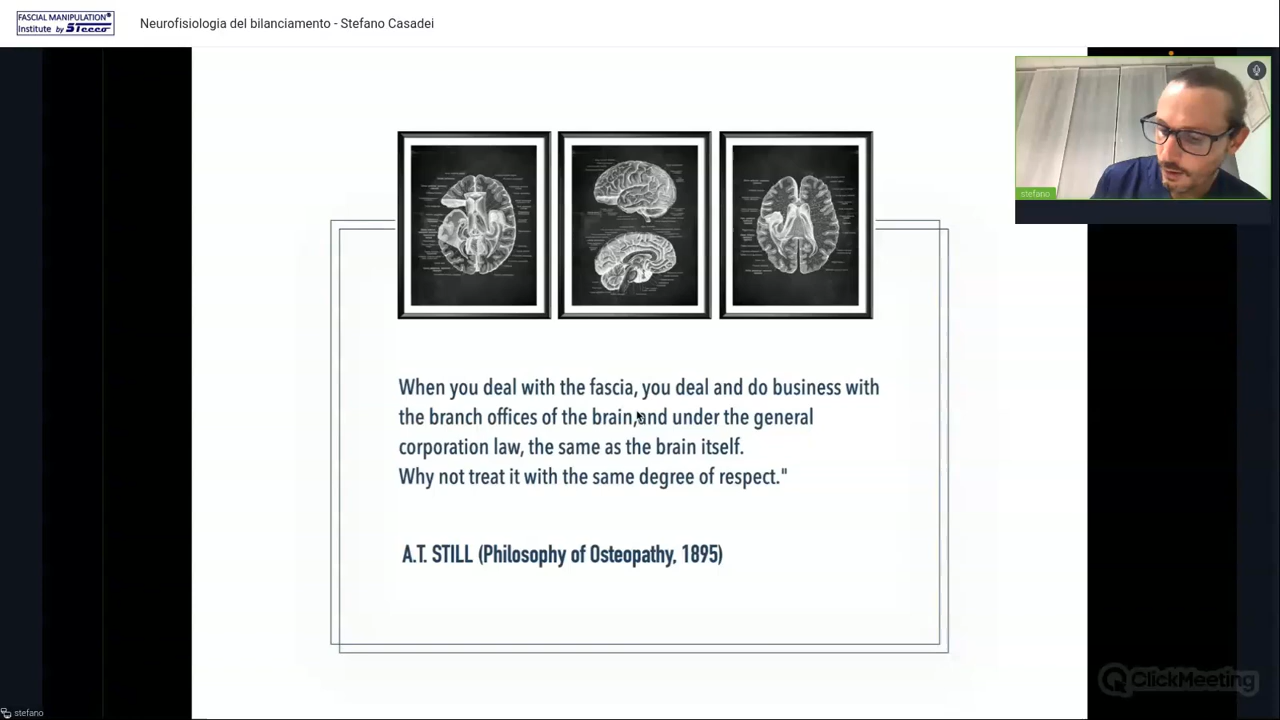 FASCIAL MANIPULATION®
Institute by Stecco
Neurofisiologia del bilanciamento - Stefano Casadei
stefano
When you deal with the fascia, you deal and do business with
the branch offices of the brain,and under the general
corporation law, the same as the brain itself.
Why not treat it with the same degree of respect."
A.T. STILL (Philosophy of Osteopathy, 1895)
ClickMeeting
stefano